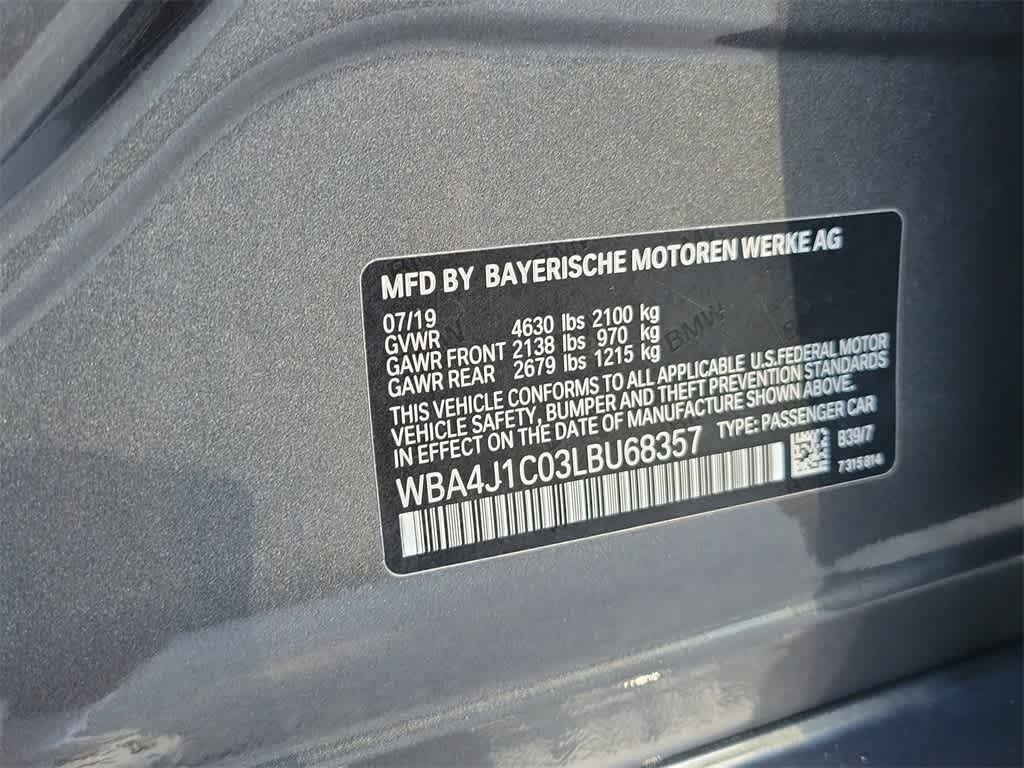 MFD BY BAYERISCHE MOTOREN WERKE AG
07/19
GVWR 4630 lbs 2100 kg
GAWR FRONT 2138 lbs 970 kg
GAWR REAR 2679 lbs 1215 kg
THIS VEHICLE CONFORMS TO ALL APPLICABLE U.S.FEDERAL MOTOR
VEHICLE SAFETY, BUMPER AND THEFT PREVENTION STANDARDS
IN EFFECT ON THE DATE OF MANUFACTURE SHOWN ABOVE.
WBA4J1C03LBU68357 TYPE: PASSENGER CAR
B39/7
7315814
BMW